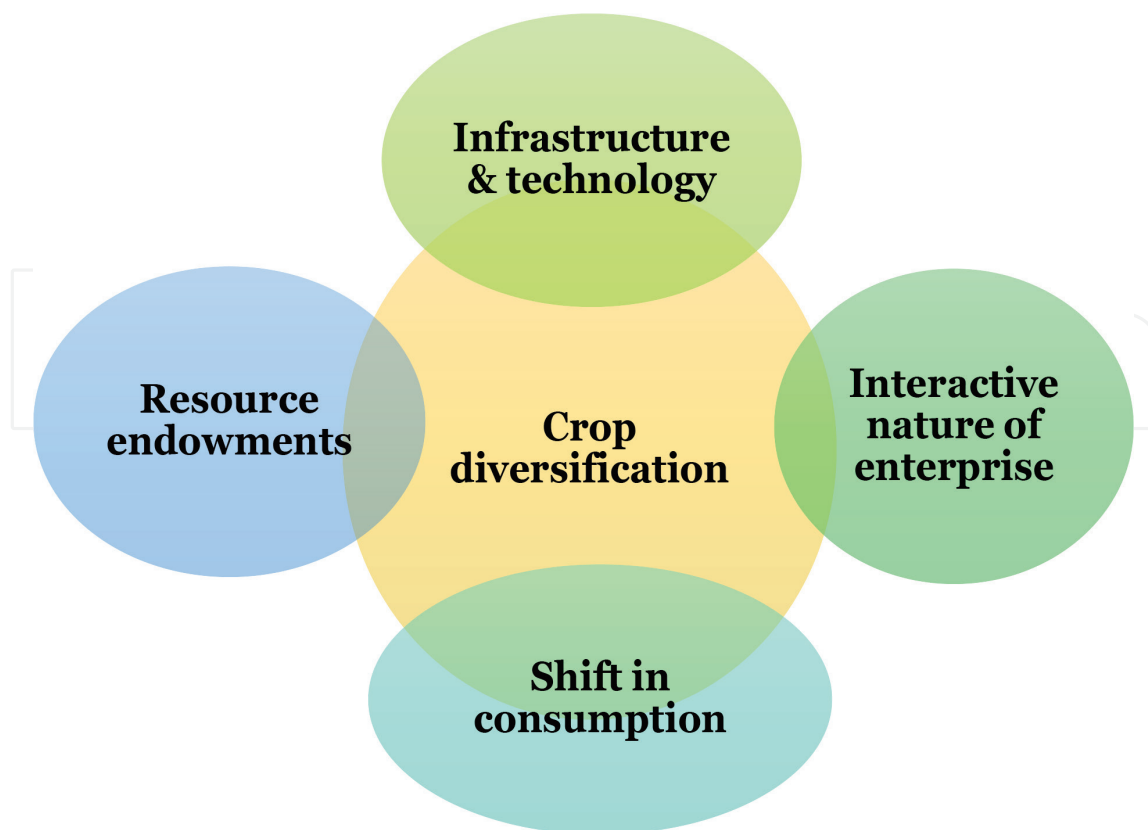 Infrastructure
& technology
Resource
endowments
Crop
diversification
Interactive
nature of
enterprise
Shift in
consumption